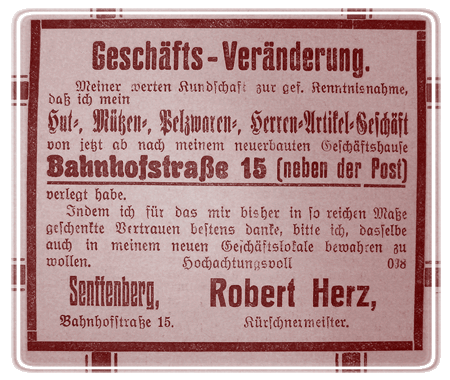 Geschäfts-Veränderung.
Meiner werten Kundschaft zur gef. Kenntnisnahme,
daß ich mein
Hut-, Mützen-, Pelzwaren-, Herren-Artikel-Geschäft
von jetzt ab nach meinem neuerbauten Geschäftshause
Bahnhofstraße 15 (neben der Post)
verlegt habe.
Indem ich für das mir bisher in so reichen Maße
geschenkte Vertrauen bestens danke, bitte ich, dasselbe
auch in meinem neuen Geschäftslokale bewahren zu
wollen. Hochachtungsvoll 038
Senftenberg, Robert Herz,
Bahnhofstraße 15. Kürschnermeister.